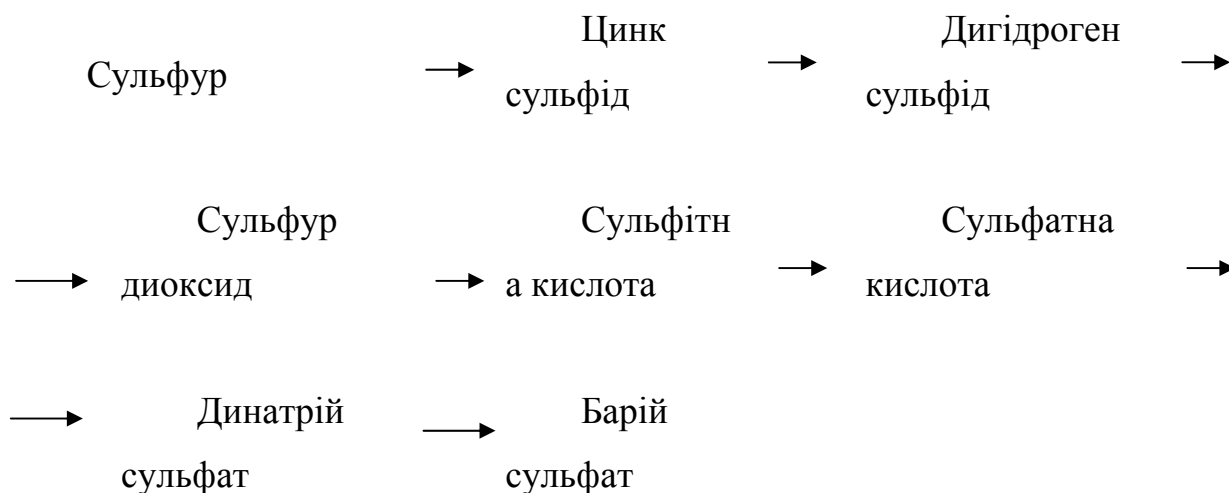 Цинк Дигідроген
Сульфур → → →
сульфід сульфід
Сульфур Сульфітн Сульфатна
→ диоксид → а кислота → кислота →
Динатрій Барій
→ →
сульфат сульфат